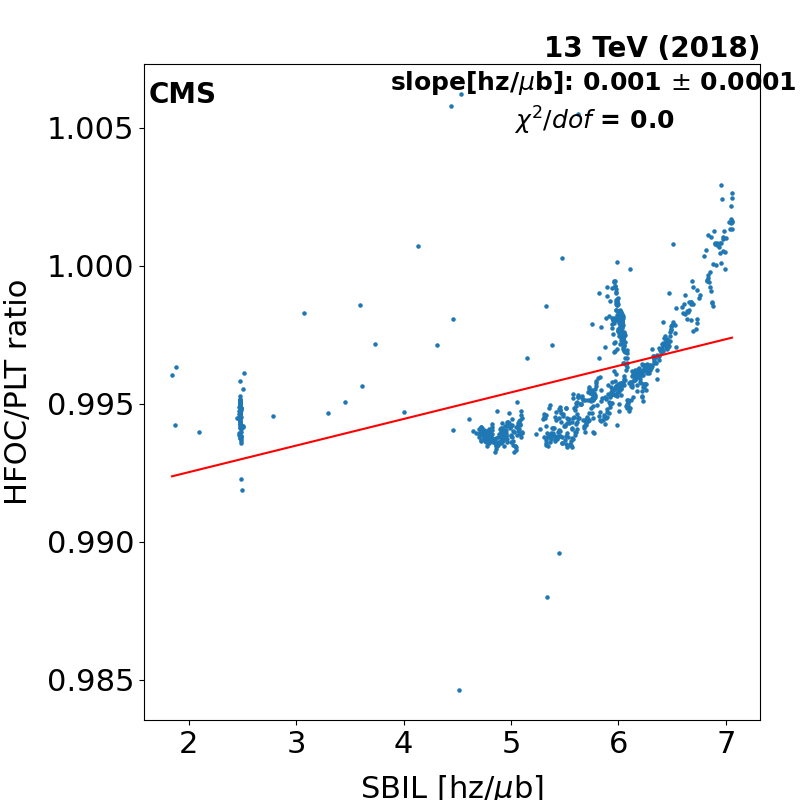 13 TeV (2018)
CMS
slope[hz/μb]: 0.001 ± 0.0001
χ²/dof = 0.0
HFOC/PLT ratio
1.005
1.000
0.995
0.990
0.985
2 3 4 5 6 7
SBIL [hz/μb]